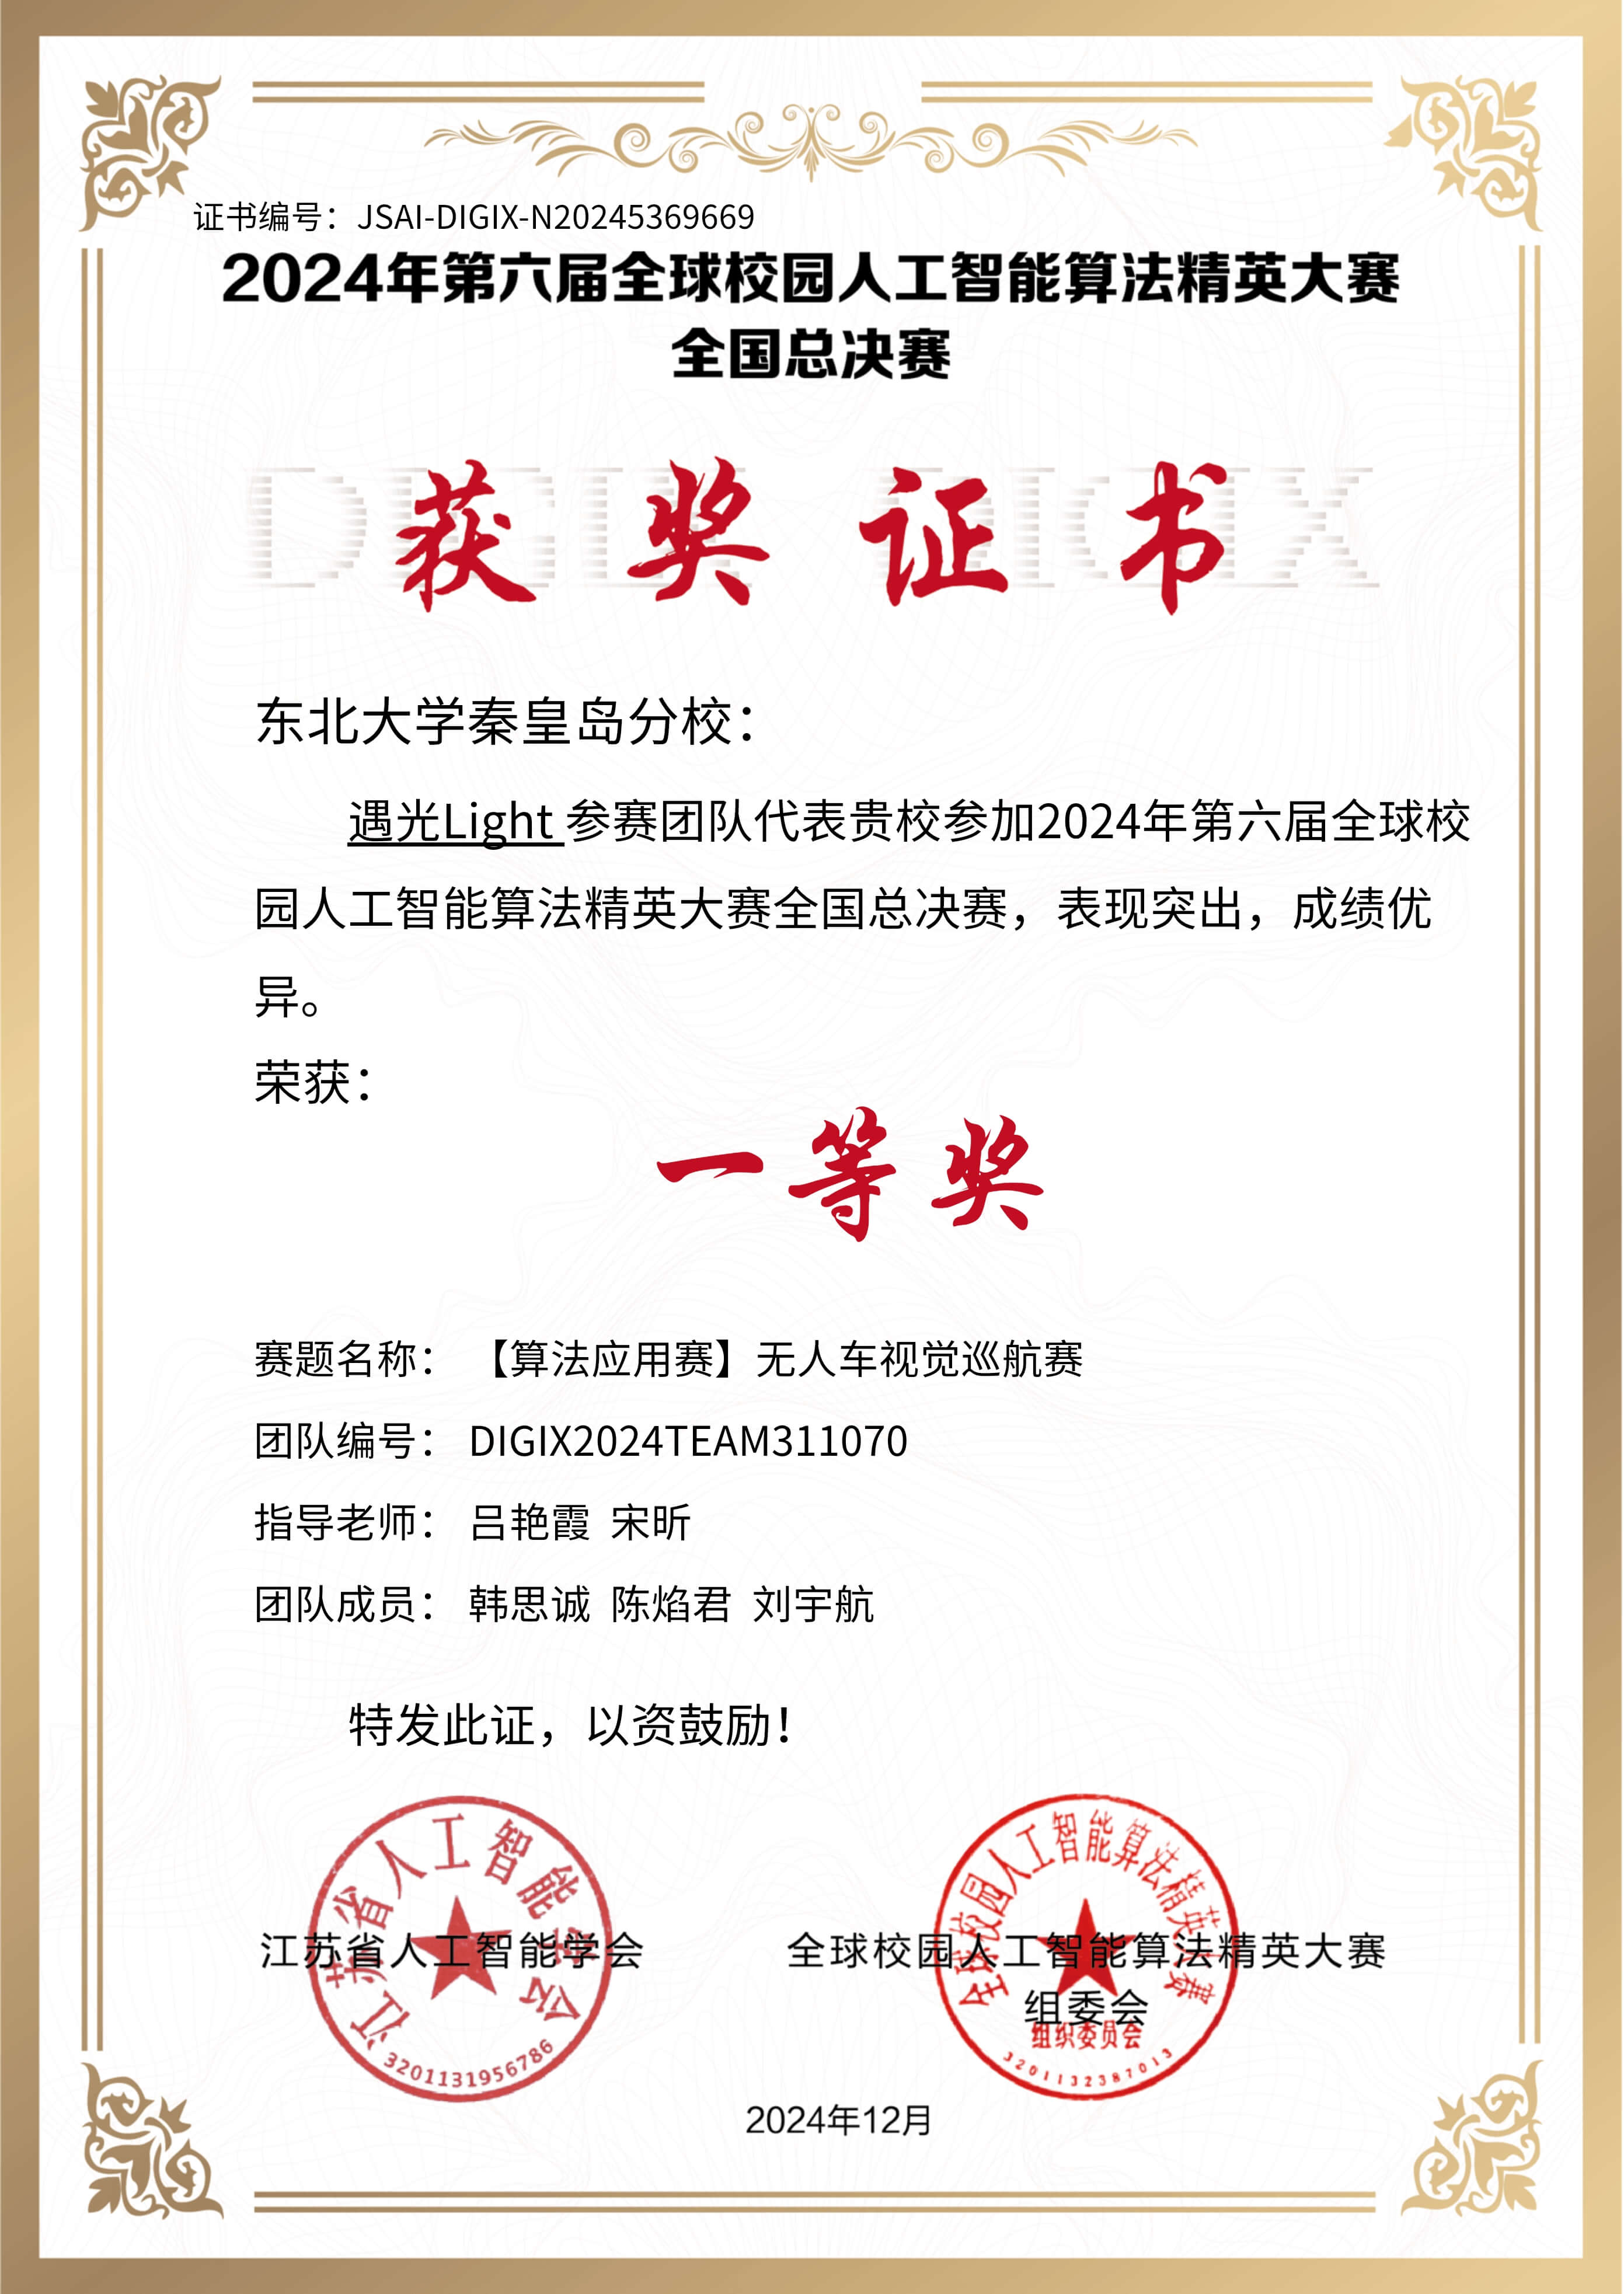 证书编号：JSAI-DIGIX-N20245369669
2024年第六届全球校园人工智能算法精英大赛
全国总决赛
DIGIX DIGIX
获奖证书
东北大学秦皇岛分校：
遇光Light 参赛团队代表贵校参加2024年第六届全球校
园人工智能算法精英大赛全国总决赛，表现突出，成绩优
异。
荣获：
一等奖
赛题名称：【算法应用赛】无人车视觉巡航赛
团队编号：DIGIX2024TEAM311070
指导老师：吕艳霞 宋昕
团队成员：韩思诚 陈焰君 刘宇航
特发此证，以资鼓励！
江苏省人工智能学会
3201131956786
江苏省人工智能学会
全球校园人工智能算法精英大赛
组织委员会
3201132387013
全球校园人工智能算法精英大赛
组委会
2024年12月